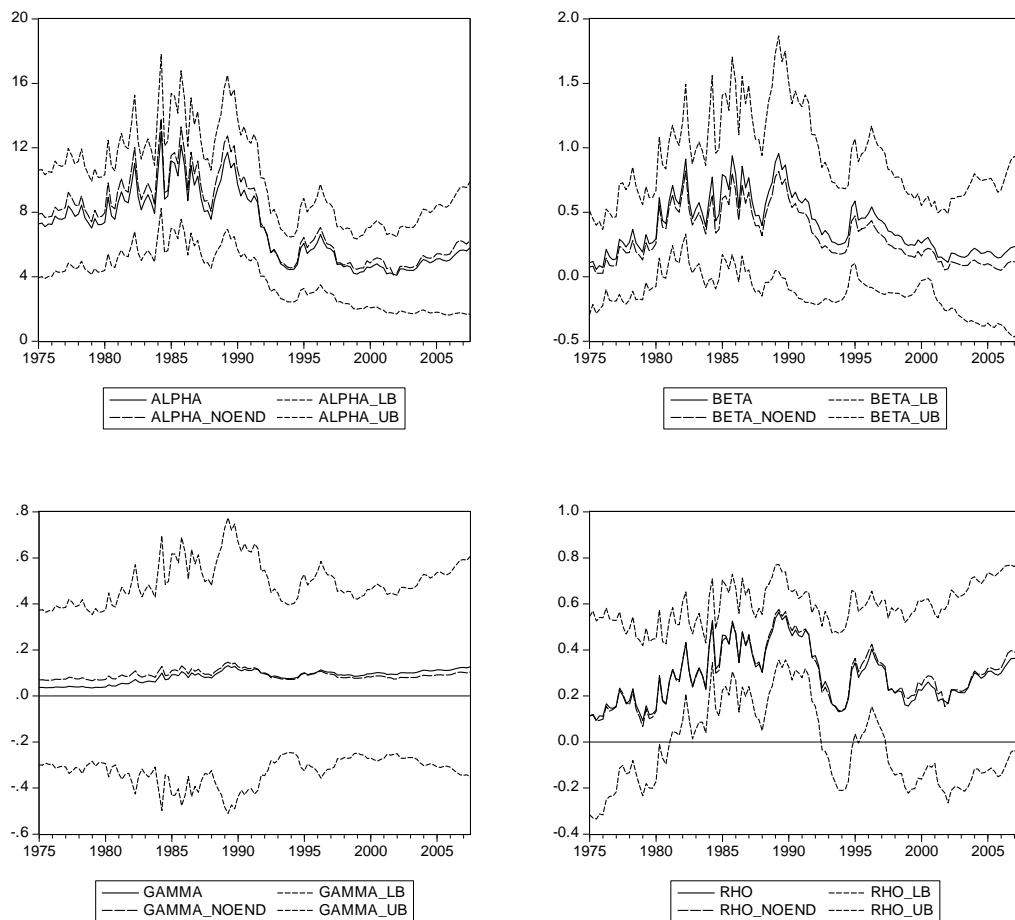 20
16
12
8
4
0
1975 1980 1985 1990 1995 2000 2005
ALPHA ALPHA_LB
ALPHA_NOEND ALPHA_UB
2.0
1.5
1.0
0.5
0.0
-0.5
1975 1980 1985 1990 1995 2000 2005
BETA BETA_LB
BETA_NOEND BETA_UB
.8
.6
.4
.2
.0
-.2
-.4
-.6
1975 1980 1985 1990 1995 2000 2005
GAMMA GAMMA_LB
GAMMA_NOEND GAMMA_UB
1.0
0.8
0.6
0.4
0.2
0.0
-0.2
-0.4
1975 1980 1985 1990 1995 2000 2005
RHO RHO_LB
RHO_NOEND RHO_UB